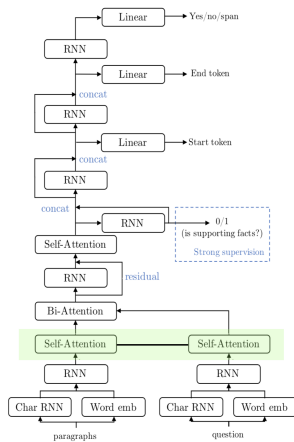 Linear
Yes/no/span
RNN
Linear
End token
concat
RNN
Linear
Start token
concat
RNN
concat
RNN
0/1
(is supporting facts?)
Strong supervision
Self-Attention
residual
RNN
Bi-Attention
Self-Attention
Self-Attention
RNN
RNN
Char RNN
Word emb
Char RNN
Word emb
paragraphs
question